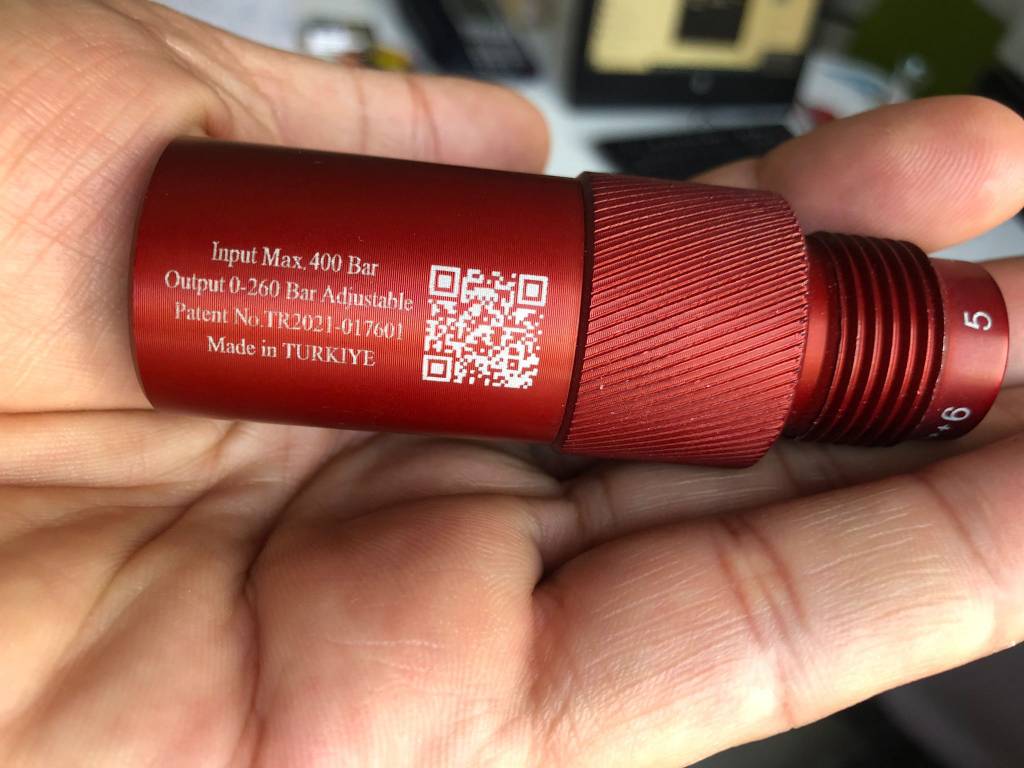 Input Max. 400 Bar
Output 0-260 Bar Adjustable
Patent No.TR2021-017601
Made in TURKIYE
5
+6